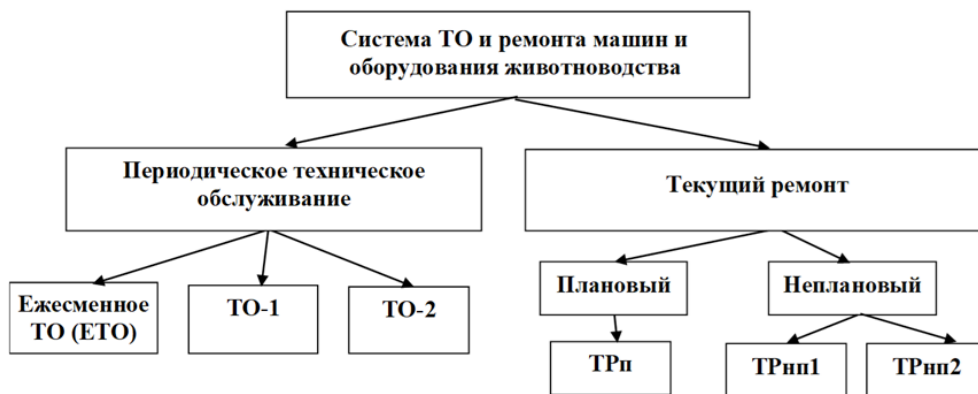 Система ТО и ремонта машин и
оборудования животноводства
Периодическое техническое
обслуживание
Текущий ремонт
Ежесменное
ТО (ЕТО)
ТО-1
ТО-2
Плановый
Неплановый
ТРп
ТРнп1
ТРнп2